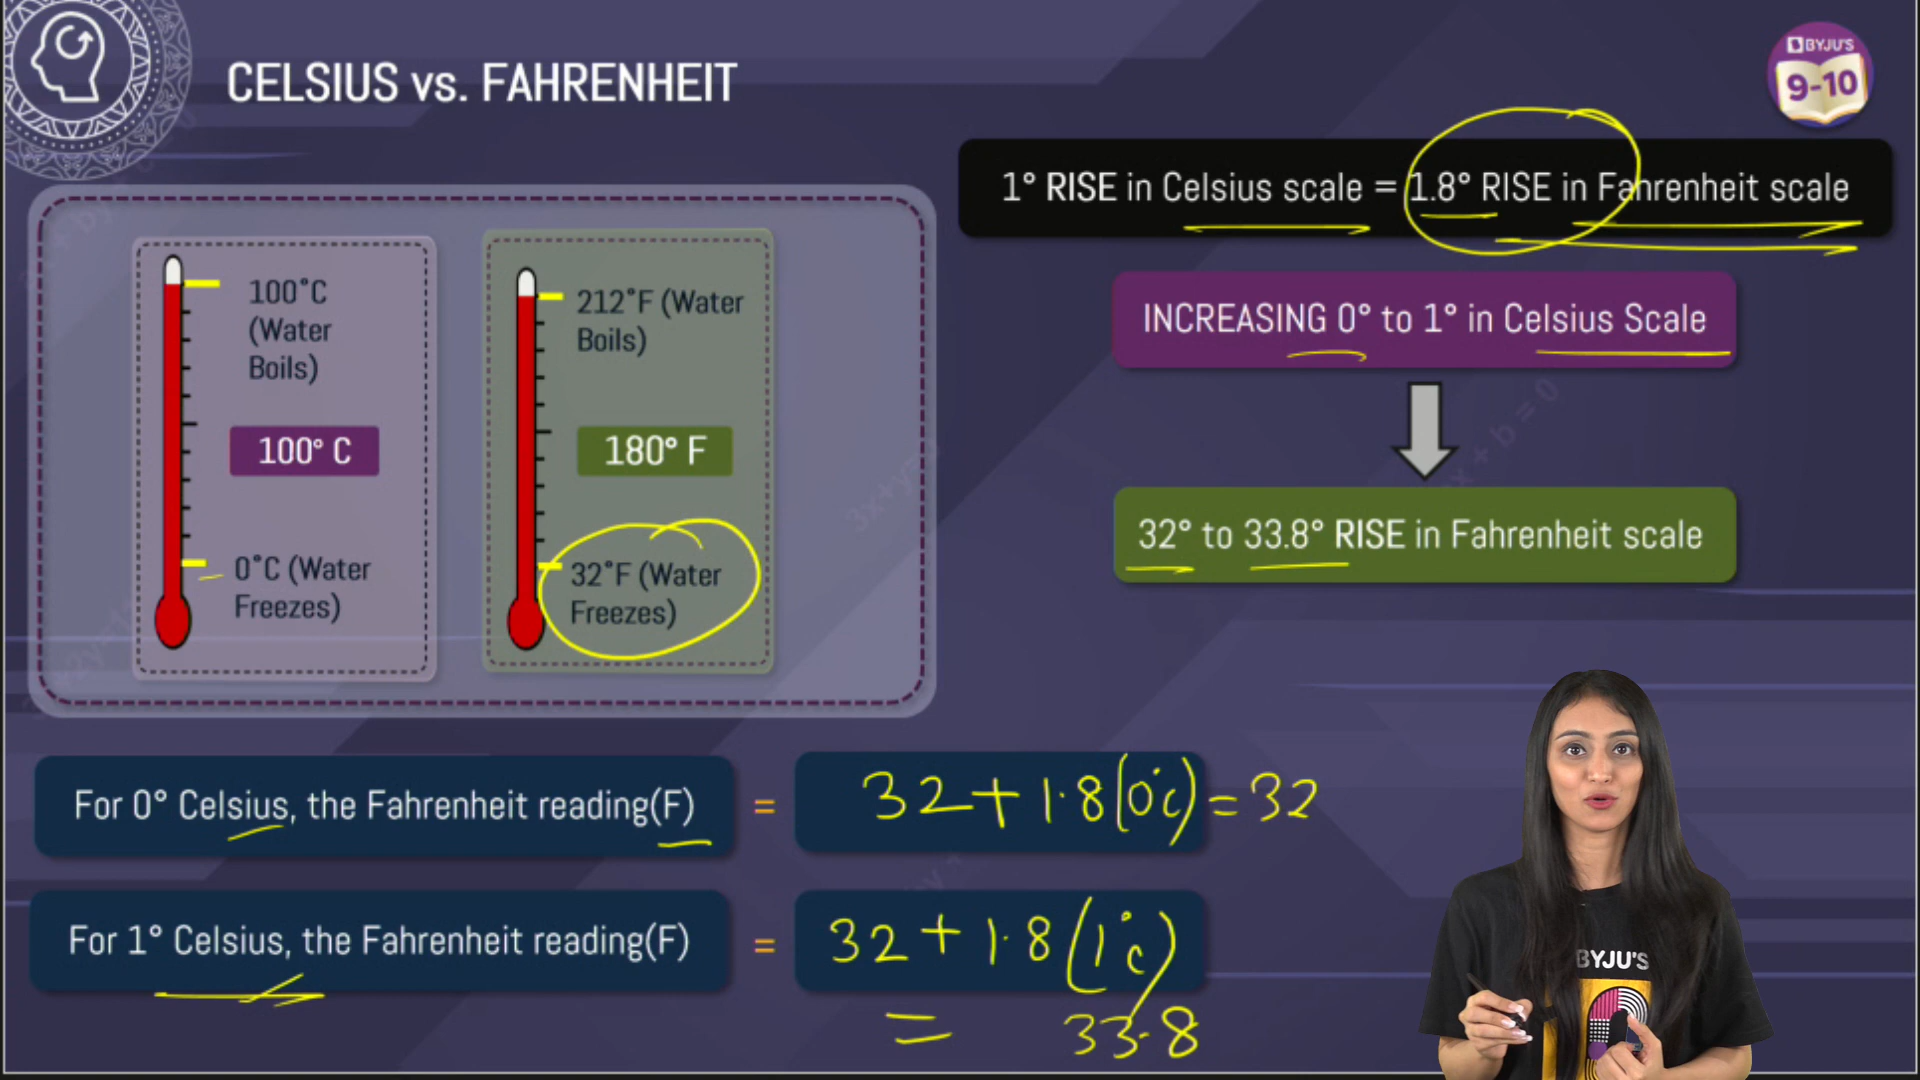 CELSIUS vs. FAHRENHEIT
BYJU'S
9-10
1° RISE in Celsius scale = 1.8° RISE in Fahrenheit scale
100°C
(Water
Boils)
212°F (Water
Boils)
INCREASING 0° to 1° in Celsius Scale
100° C
180° F
32° to 33.8° RISE in Fahrenheit scale
0°C (Water
Freezes)
32°F (Water
Freezes)
For 0° Celsius, the Fahrenheit reading(F) = 32 + 1.8 (0°C) = 32
For 1° Celsius, the Fahrenheit reading(F) = 32 + 1.8 (1°C)
= 33.8
BYJU'S